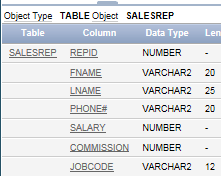 Object Type TABLE Object SALESREP
Table Column Data Type Len
SALESREP REPID NUMBER -
FNAME VARCHAR2 20
LNAME VARCHAR2 25
PHONE# VARCHAR2 20
SALARY NUMBER -
COMMISSION NUMBER -
JOBCODE VARCHAR2 12